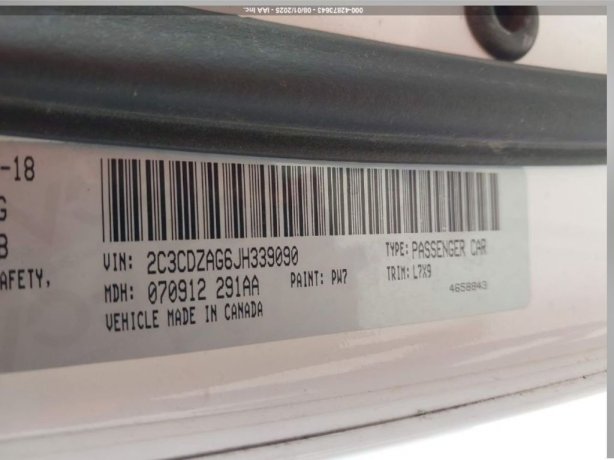 000-42873643 - 08/01/2025 - IAA Inc.
-18
G
B
AFETY,
VIN: 2C3CDZAG6JH339090
TYPE: PASSENGER CAR
MDH: 070912 291AA
PAINT: PW7
TRIM: L7X9
VEHICLE MADE IN CANADA
4658843